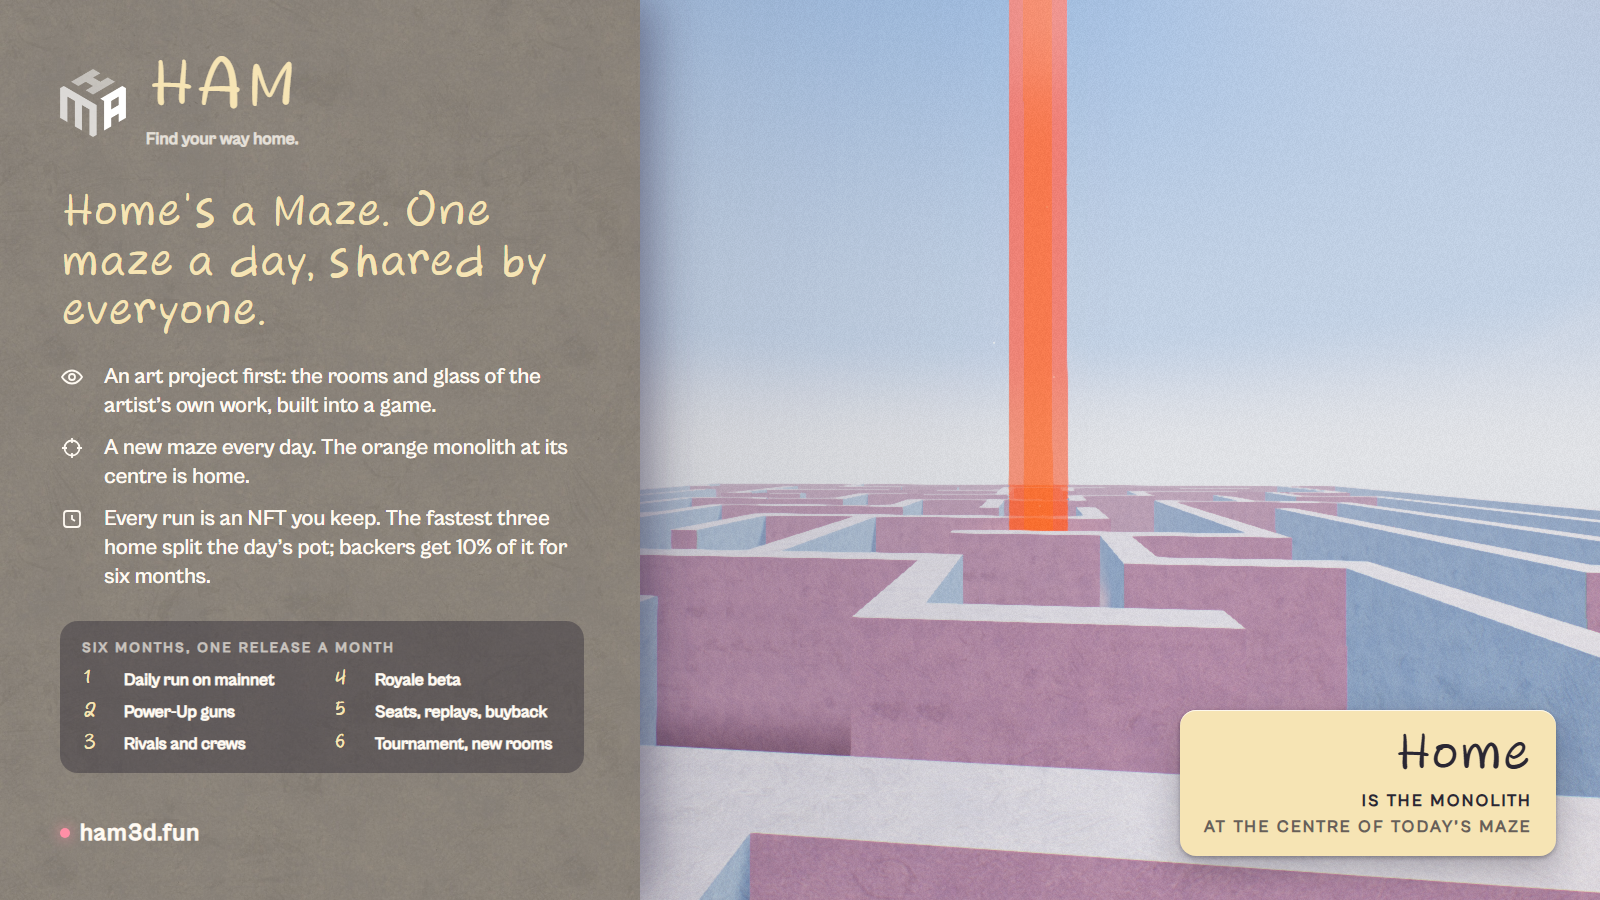 HAM
HAM
Find your way home.
Home's a Maze. One
maze a day, shared by
everyone.
An art project first: the rooms and glass of the
artist's own work, built into a game.
A new maze every day. The orange monolith at its
centre is home.
Every run is an NFT you keep. The fastest three
home split the day's pot; backers get 10% of it for
six months.
SIX MONTHS, ONE RELEASE A MONTH
1 Daily run on mainnet
2 Power-Up guns
3 Rivals and crews
4 Royale beta
5 Seats, replays, buyback
6 Tournament, new rooms
ham3d.fun
Home
IS THE MONOLITH
AT THE CENTRE OF TODAY'S MAZE